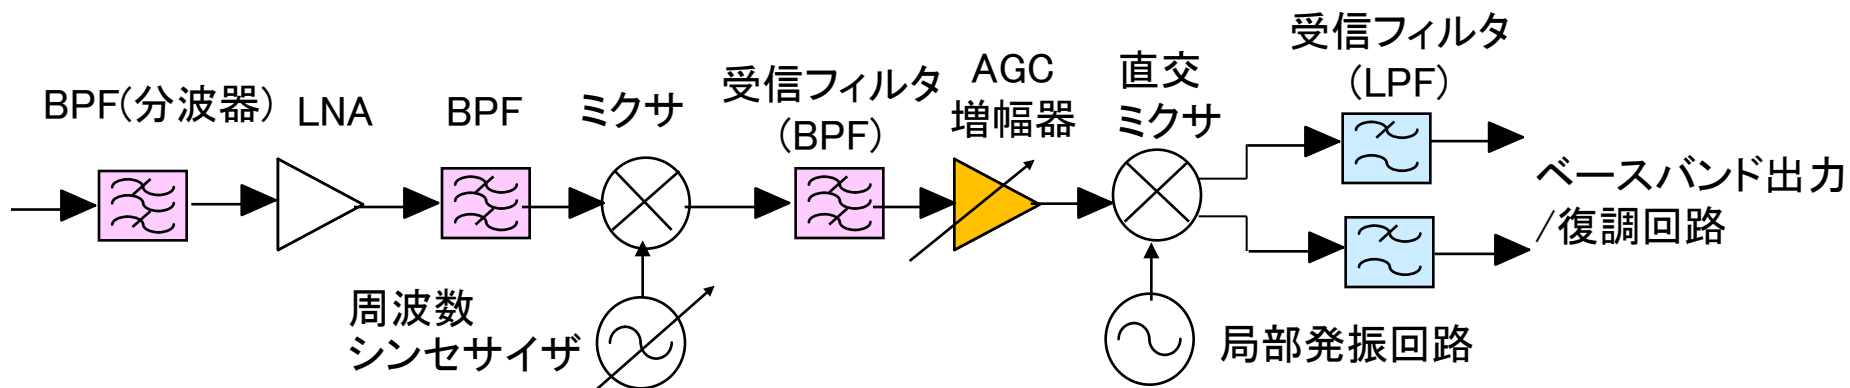 BPF(分波器)
LNA
BPF
ミクサ
受信フィルタ
(BPF)
AGC
増幅器
直交
ミクサ
受信フィルタ
(LPF)
ベースバンド出力
/復調回路
周波数
シンセサイザ
局部発振回路